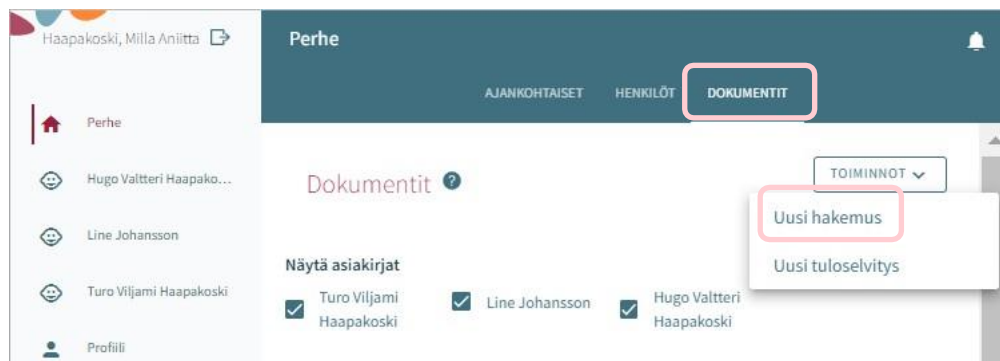 Haapakoski, Milla Aniitta
Perhe
AJANKOHTAISET HENKILÖT DOKUMENTIT
Perhe
Hugo Valtteri Haapako...
Line Johansson
Turo Viljami Haapakoski
Profiili
Dokumentit ?
TOIMINNOT
Uusi hakemus
Uusi tuloselvitys
Näytä asiakirjat
Turo Viljami
Haapakoski
Line Johansson
Hugo Valtteri
Haapakoski